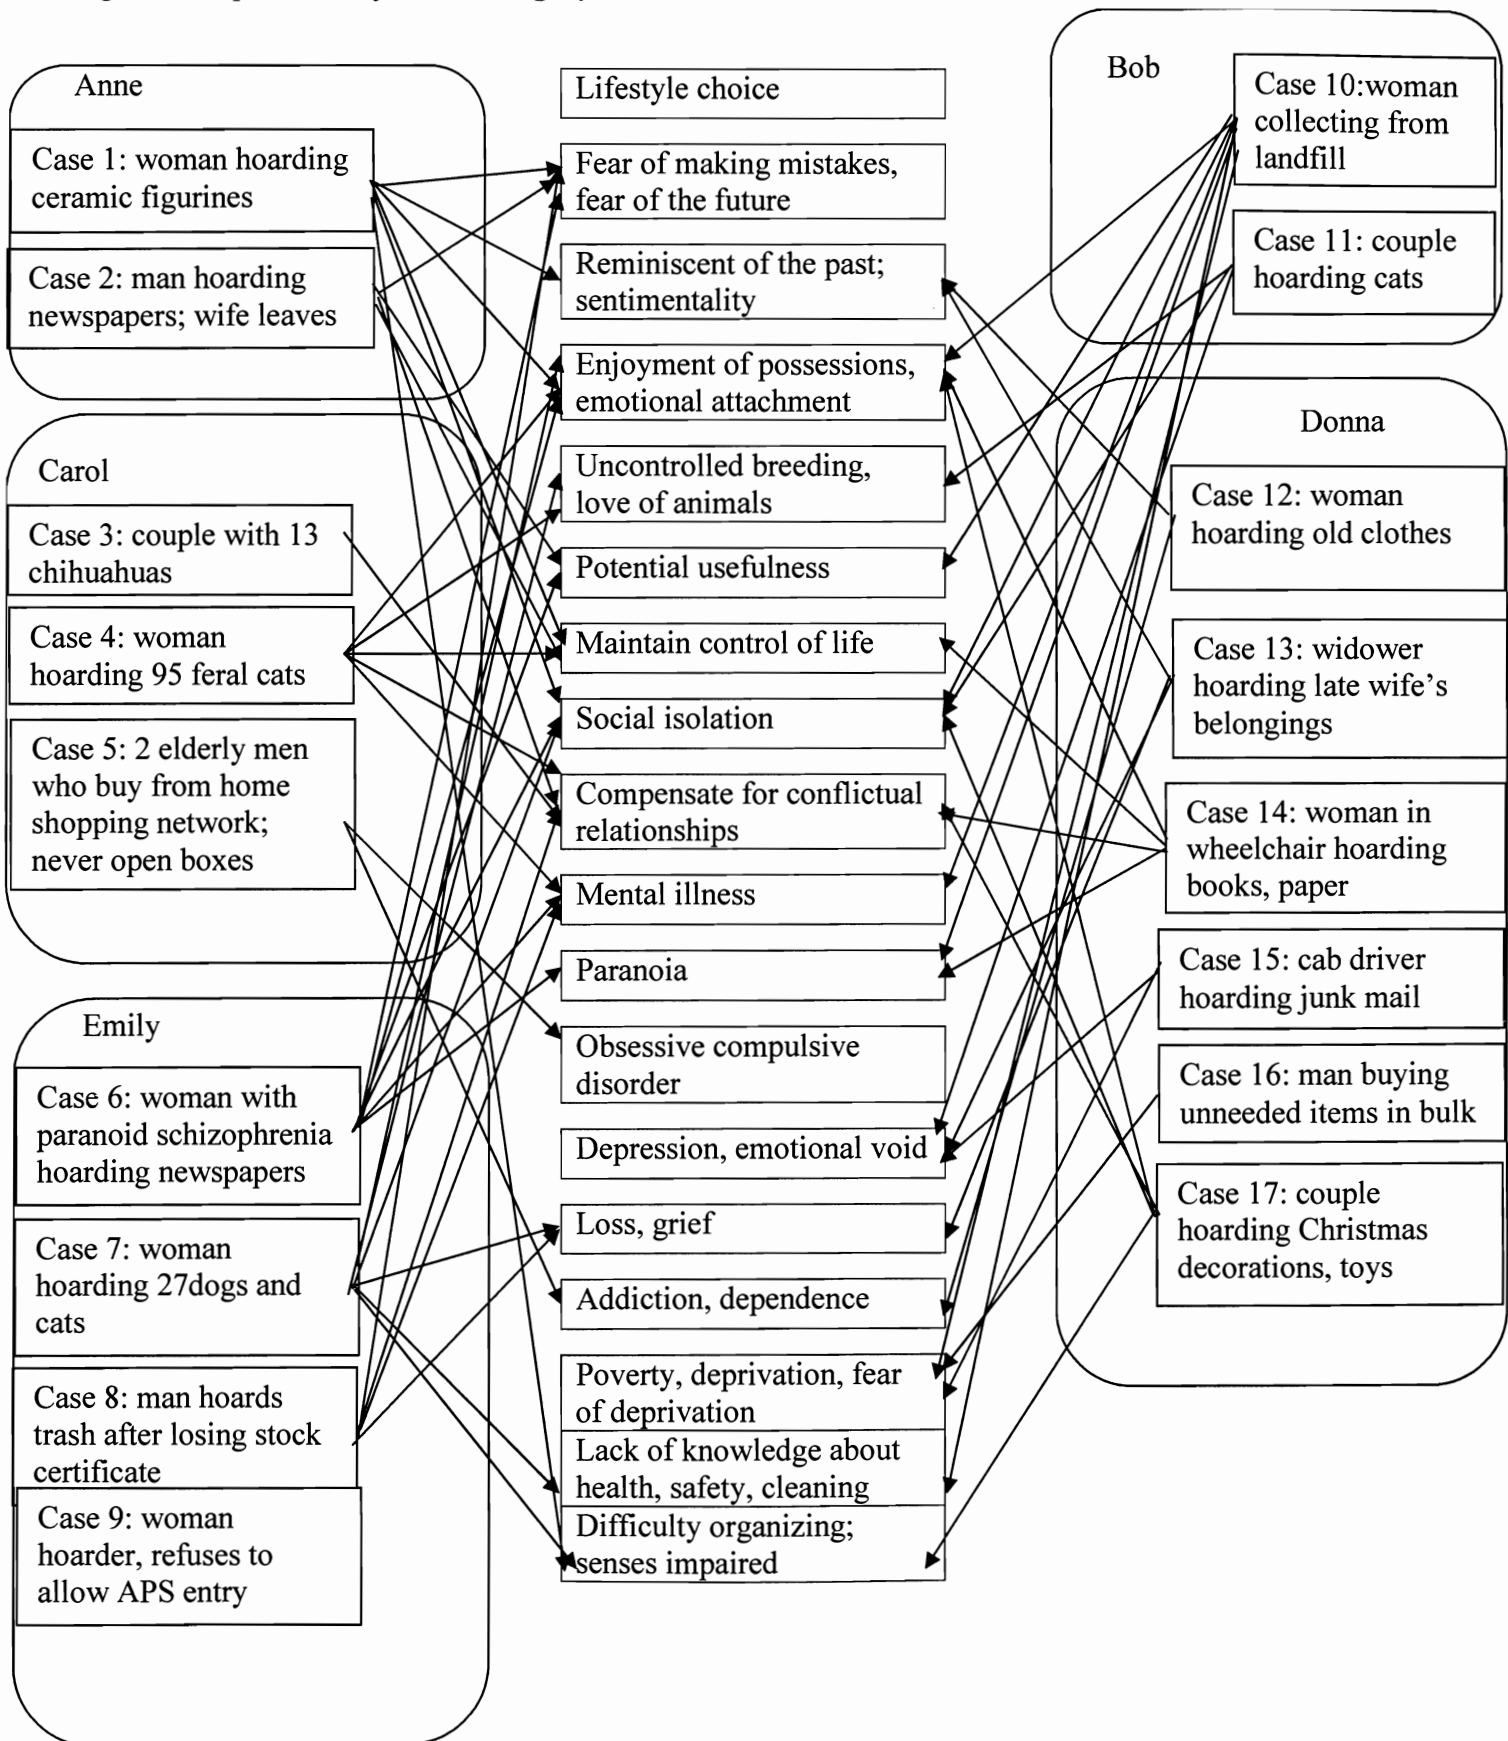 Anne
Case 1: woman hoarding
ceramic figurines
Case 2: man hoarding
newspapers; wife leaves
Carol
Case 3: couple with 13
chihuahuas
Case 4: woman
hoarding 95 feral cats
Case 5: 2 elderly men
who buy from home
shopping network;
never open boxes
Emily
Case 6: woman with
paranoid schizophrenia
hoarding newspapers
Case 7: woman
hoarding 27dogs and
cats
Case 8: man hoards
trash after losing stock
certificate
Case 9: woman
hoarder, refuses to
allow APS entry
Lifestyle choice
Fear of making mistakes,
fear of the future
Reminiscent of the past;
sentimentality
Enjoyment of possessions,
emotional attachment
Uncontrolled breeding,
love of animals
Potential usefulness
Maintain control of life
Social isolation
Compensate for conflictual
relationships
Mental illness
Paranoia
Obsessive compulsive
disorder
Depression, emotional void
Loss, grief
Addiction, dependence
Poverty, deprivation, fear
of deprivation
Lack of knowledge about
health, safety, cleaning
Difficulty organizing;
senses impaired
Bob
Case 10:woman
collecting from
landfill
Case 11: couple
hoarding cats
Donna
Case 12: woman
hoarding old clothes
Case 13: widower
hoarding late wife's
belongings
Case 14: woman in
wheelchair hoarding
books, paper
Case 15: cab driver
hoarding junk mail
Case 16: man buying
unneeded items in bulk
Case 17: couple
hoarding Christmas
decorations, toys